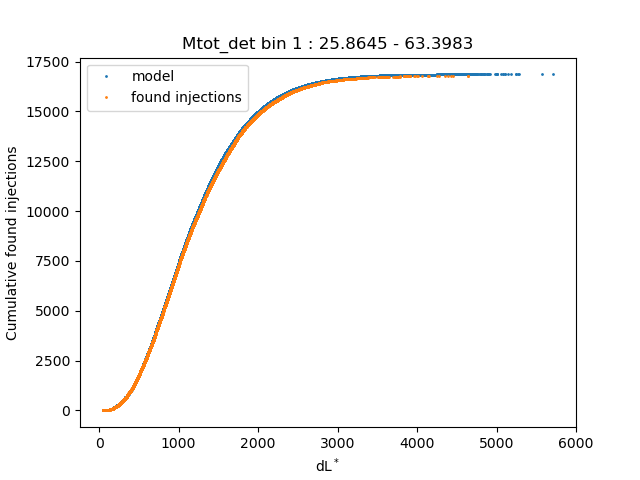 Mtot_det bin 1 : 25.8645 - 63.3983
17500
15000
12500
10000
7500
5000
2500
0
Cumulative found injections
model
found injections
0 1000 2000 3000 4000 5000 6000
dL*